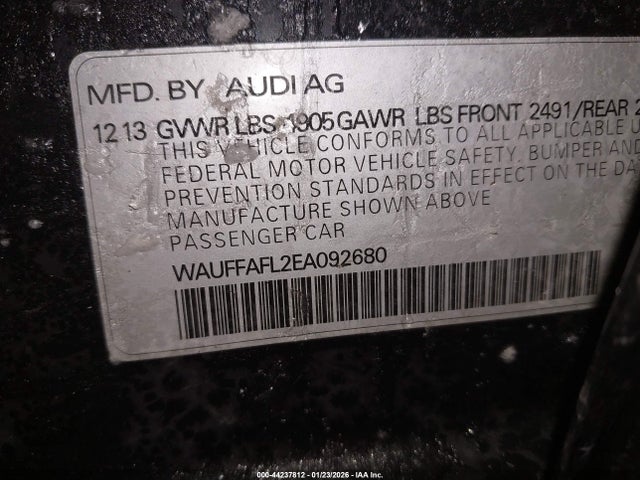 MFD. BY AUDI AG
12 13 GVWR LBS 4905 GAWR LBS FRONT 2491/REAR 2
THIS VEHICLE CONFORMS TO ALL APPLICABLE U
FEDERAL MOTOR VEHICLE SAFETY, BUMPER AND
PREVENTION STANDARDS IN EFFECT ON THE DA
MANUFACTURE SHOWN ABOVE
PASSENGER CAR
WAUFFAFL2EA092680
000-44237812 - 01/23/2026 - IAA Inc.